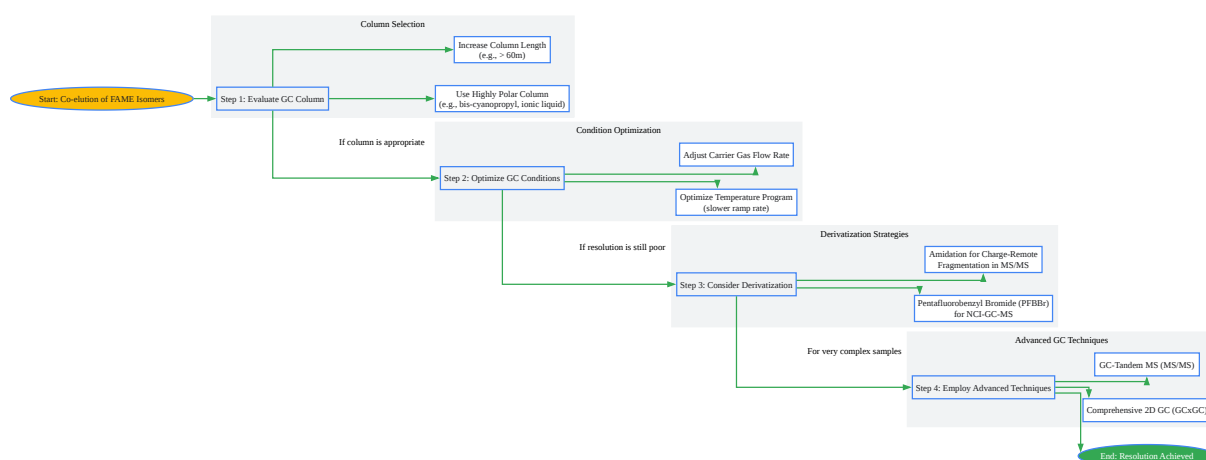 Column Selection
Increase Column Length
(e.g., > 60m)
Start: Co-elution of FAME Isomers
Step 1: Evaluate GC Column
Use Highly Polar Column
(e.g., bis-cyanopropyl, ionic liquid)
If column is appropriate
Condition Optimization
Adjust Carrier Gas Flow Rate
Step 2: Optimize GC Conditions
Optimize Temperature Program
(slower ramp rate)
If resolution is still poor
Derivatization Strategies
Amidation for Charge-Remote
Fragmentation in MS/MS
Step 3: Consider Derivatization
Pentafluorobenzyl Bromide (PFBBr)
for NCI-GC-MS
For very complex samples
Advanced GC Techniques
GC-Tandem MS (MS/MS)
Step 4: Employ Advanced Techniques
Comprehensive 2D GC (GCxGC)
End: Resolution Achieved